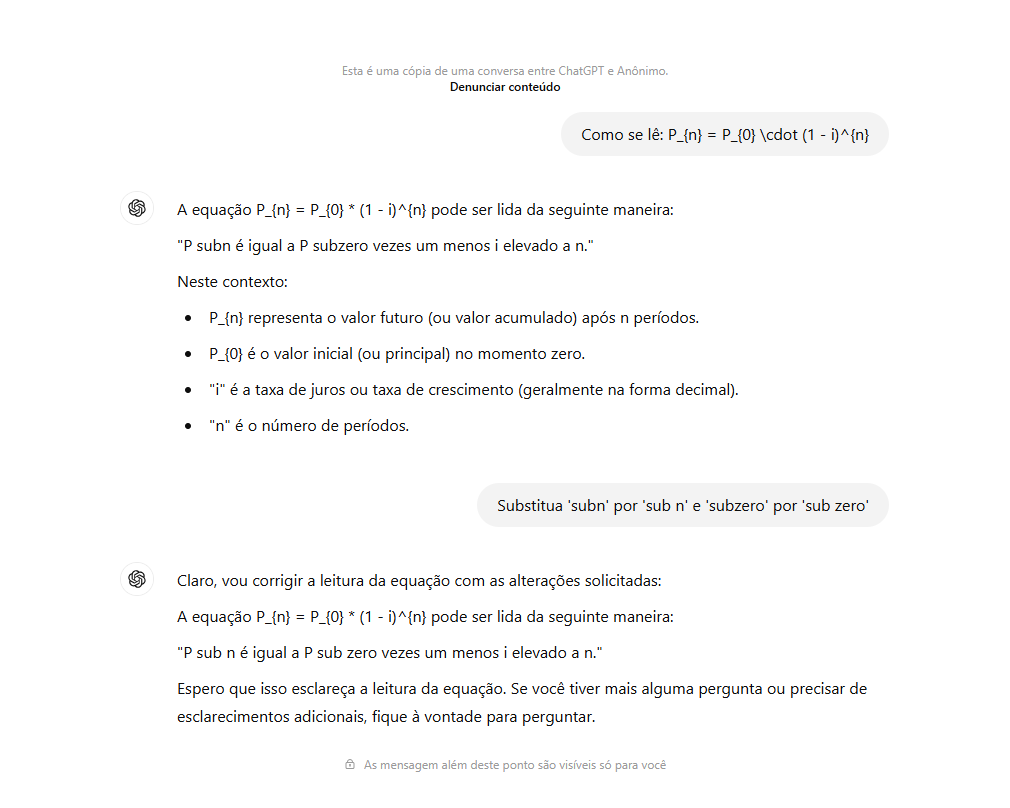 Esta é uma cópia de uma conversa entre ChatGPT e Anônimo.
Denunciar conteúdo
Como se lê: P_{n} = P_{0} \cdot (1 - i)^{n}
A equação P_{n} = P_{0} * (1 - i)^{n} pode ser lida da seguinte maneira:
"P subn é igual a P subzero vezes um menos i elevado a n."
Neste contexto:
• P_{n} representa o valor futuro (ou valor acumulado) após n períodos.
• P_{0} é o valor inicial (ou principal) no momento zero.
• "i" é a taxa de juros ou taxa de crescimento (geralmente na forma decimal).
• "n" é o número de períodos.
Substitua 'subn' por 'sub n' e 'subzero' por 'sub zero'
Claro, vou corrigir a leitura da equação com as alterações solicitadas:
A equação P_{n} = P_{0} * (1 - i)^{n} pode ser lida da seguinte maneira:
"P sub n é igual a P sub zero vezes um menos i elevado a n."
Espero que isso esclareça a leitura da equação. Se você tiver mais alguma pergunta ou precisar de
esclarecimentos adicionais, fique à vontade para perguntar.
As mensagem além deste ponto são visíveis só para você